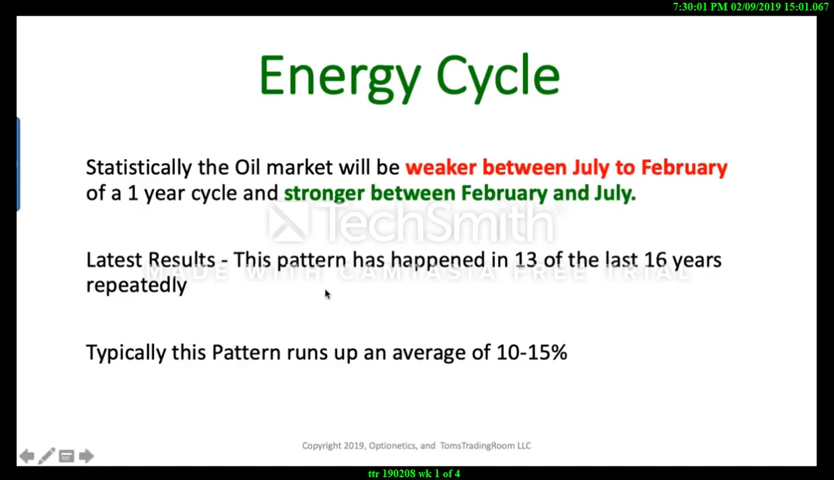 7:30:01 PM 02/09/2019 15:01.067
Energy Cycle
Statistically the Oil market will be weaker between July to February
of a 1 year cycle and stronger between February and July.
TechSmith
Latest Results - This pattern has happened in 13 of the last 16 years
MADE WITH CAMTASIA FREE TRIAL
repeatedly
Typically this Pattern runs up an average of 10-15%
Copyright 2019, Optionetics, and TomsTradingRoom LLC
ttr 190208 wk 1 of 4